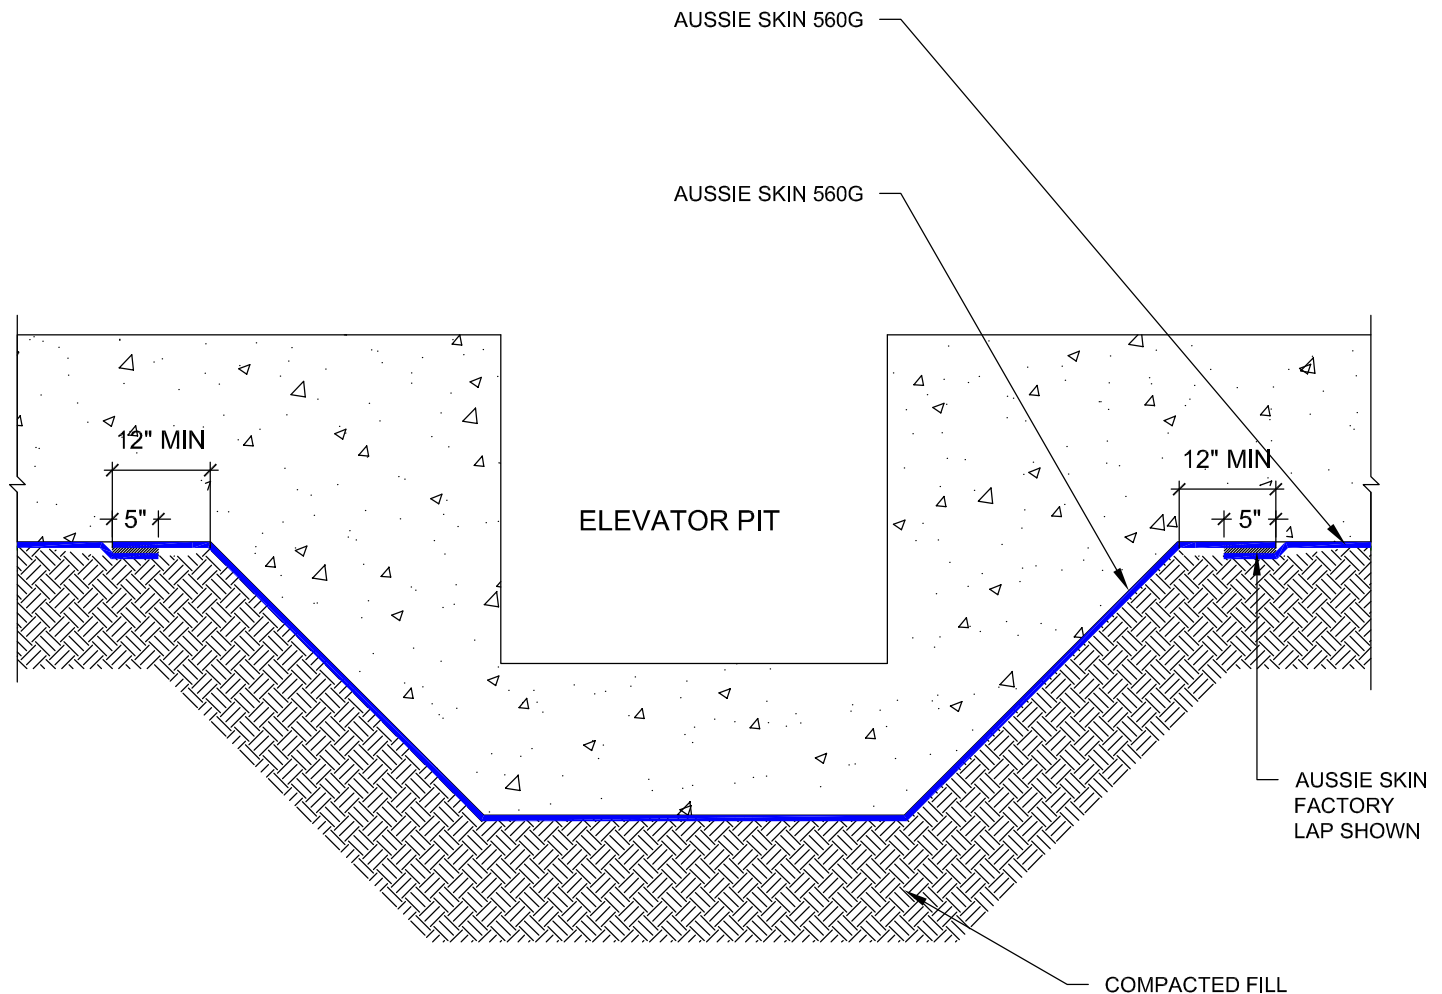 AUSSIE SKIN 560G
AUSSIE SKIN 560G
12" MIN
12" MIN
5"
5"
ELEVATOR PIT
AUSSIE SKIN
FACTORY
LAP SHOWN
COMPACTED FILL